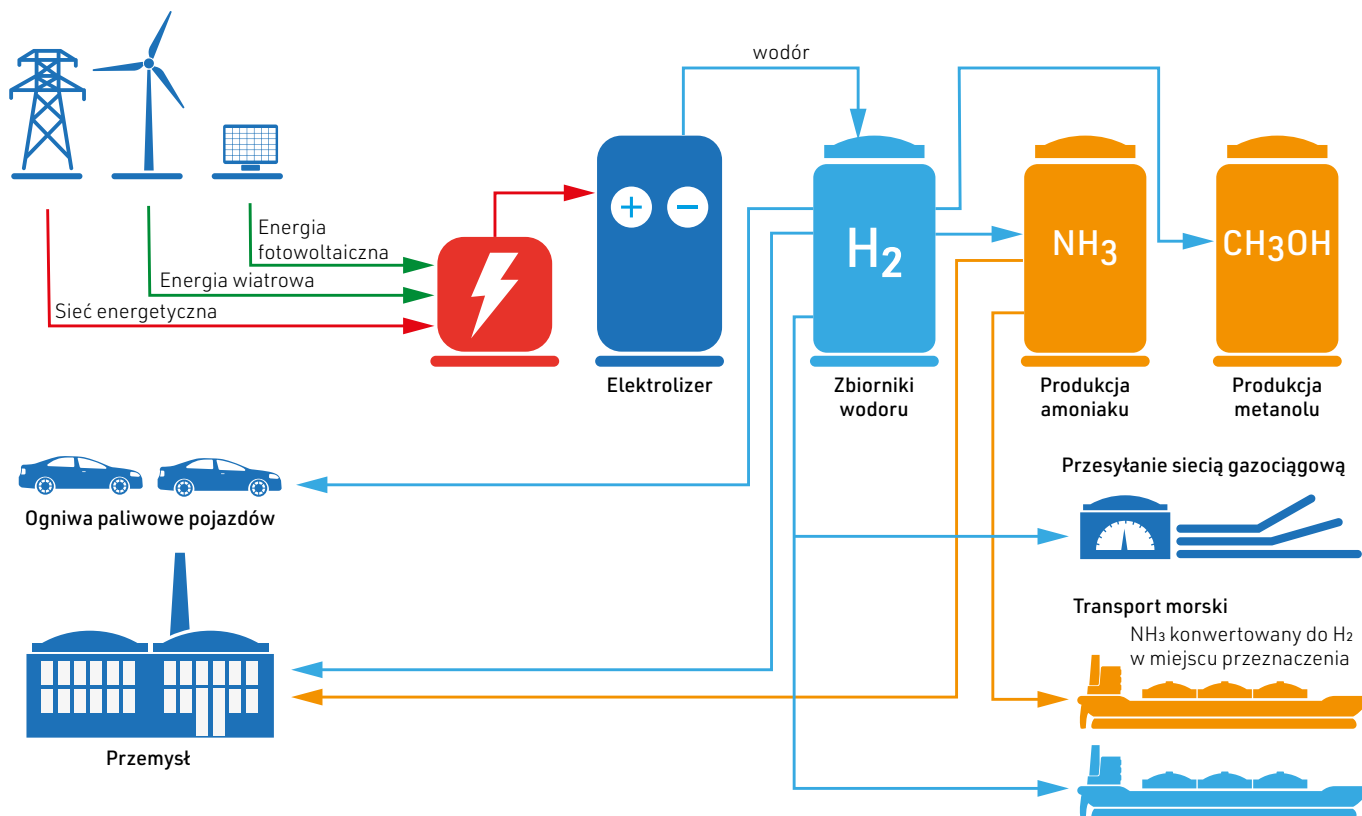 wodór
Energia
fotowoltaiczna
Energia wiatrowa
Sieć energetyczna
+ −
H₂
NH₃
CH₃OH
Elektrolizer
Zbiorniki
wodoru
Produkcja
amoniaku
Produkcja
metanolu
Przesyłanie siecią gazociągową
Ogniwa paliwowe pojazdów
Transport morski
NH₃ konwertowany do H₂
w miejscu przeznaczenia
Przemysł